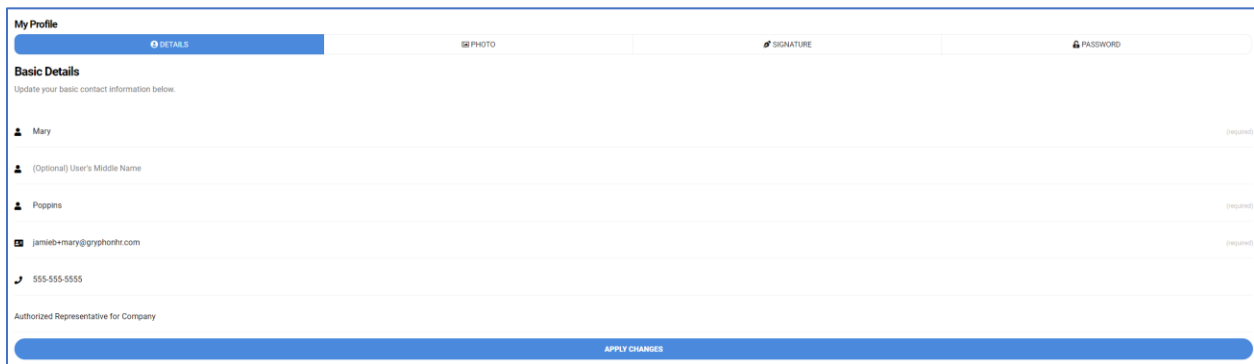 My Profile
DETAILS PHOTO SIGNATURE PASSWORD
Basic Details
Update your basic contact information below.
Mary (required)
(Optional) User's Middle Name
Poppins (required)
jamieb+mary@gryphonhr.com (required)
555-555-5555
Authorized Representative for Company
APPLY CHANGES